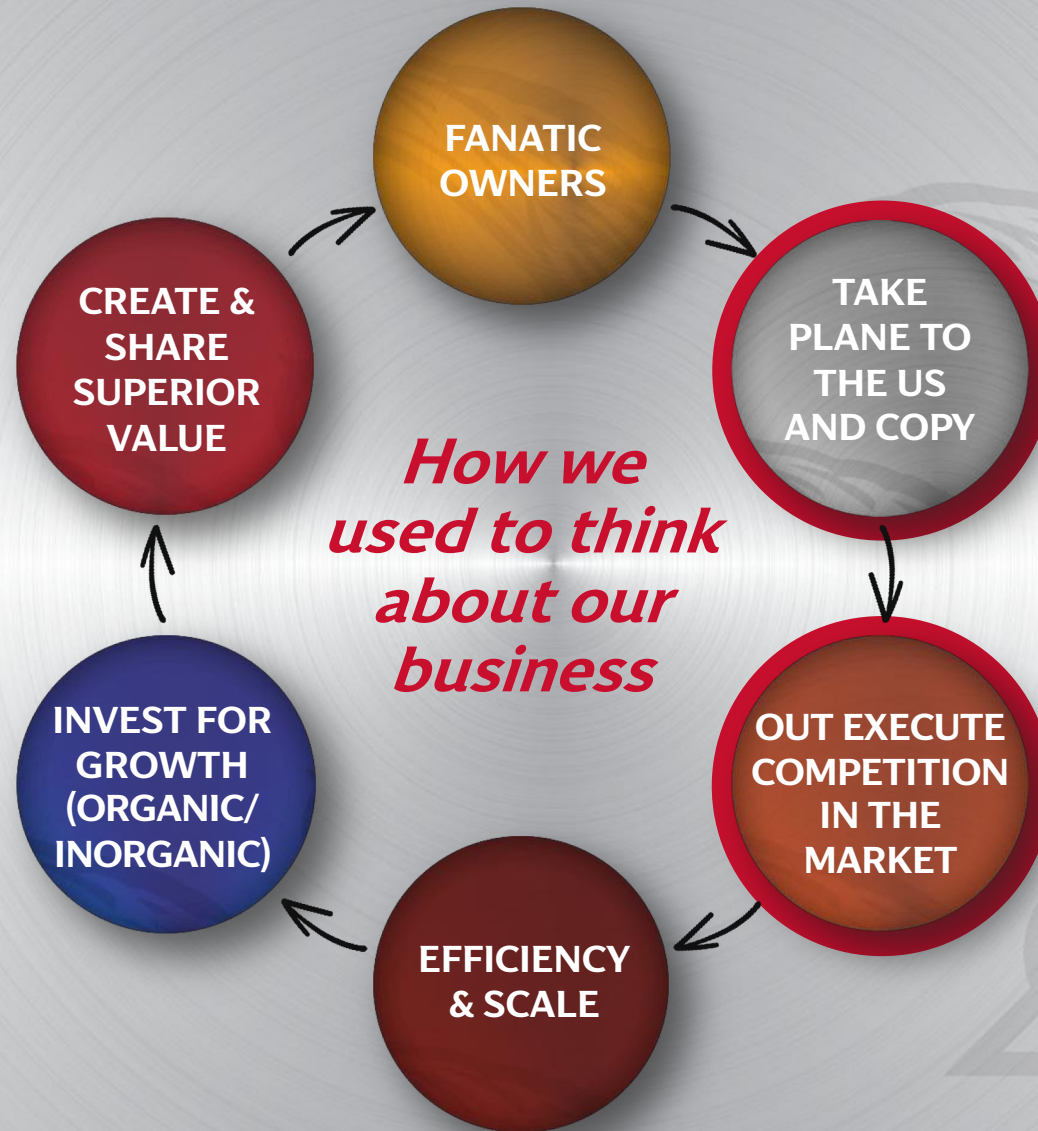 FANATIC
OWNERS
TAKE
PLANE TO
THE US
AND COPY
OUT EXECUTE
COMPETITION
IN THE
MARKET
EFFICIENCY
& SCALE
INVEST FOR
GROWTH
(ORGANIC/
INORGANIC)
CREATE &
SHARE
SUPERIOR
VALUE
How we
used to think
about our
business